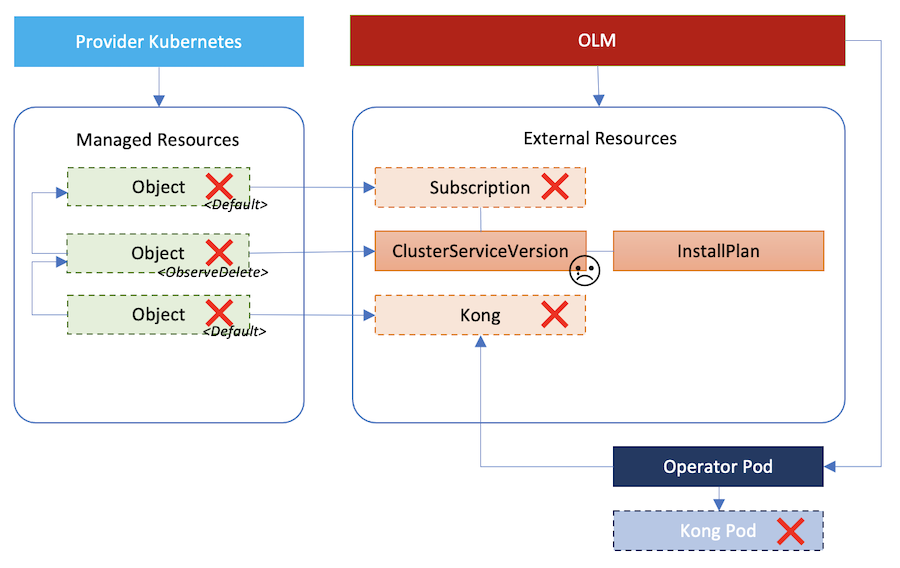 Provider Kubernetes
OLM
Managed Resources
External Resources
Object
<Default>
Subscription
Object
<ObserveDelete>
ClusterServiceVersion
InstallPlan
Object
<Default>
Kong
Operator Pod
Kong Pod